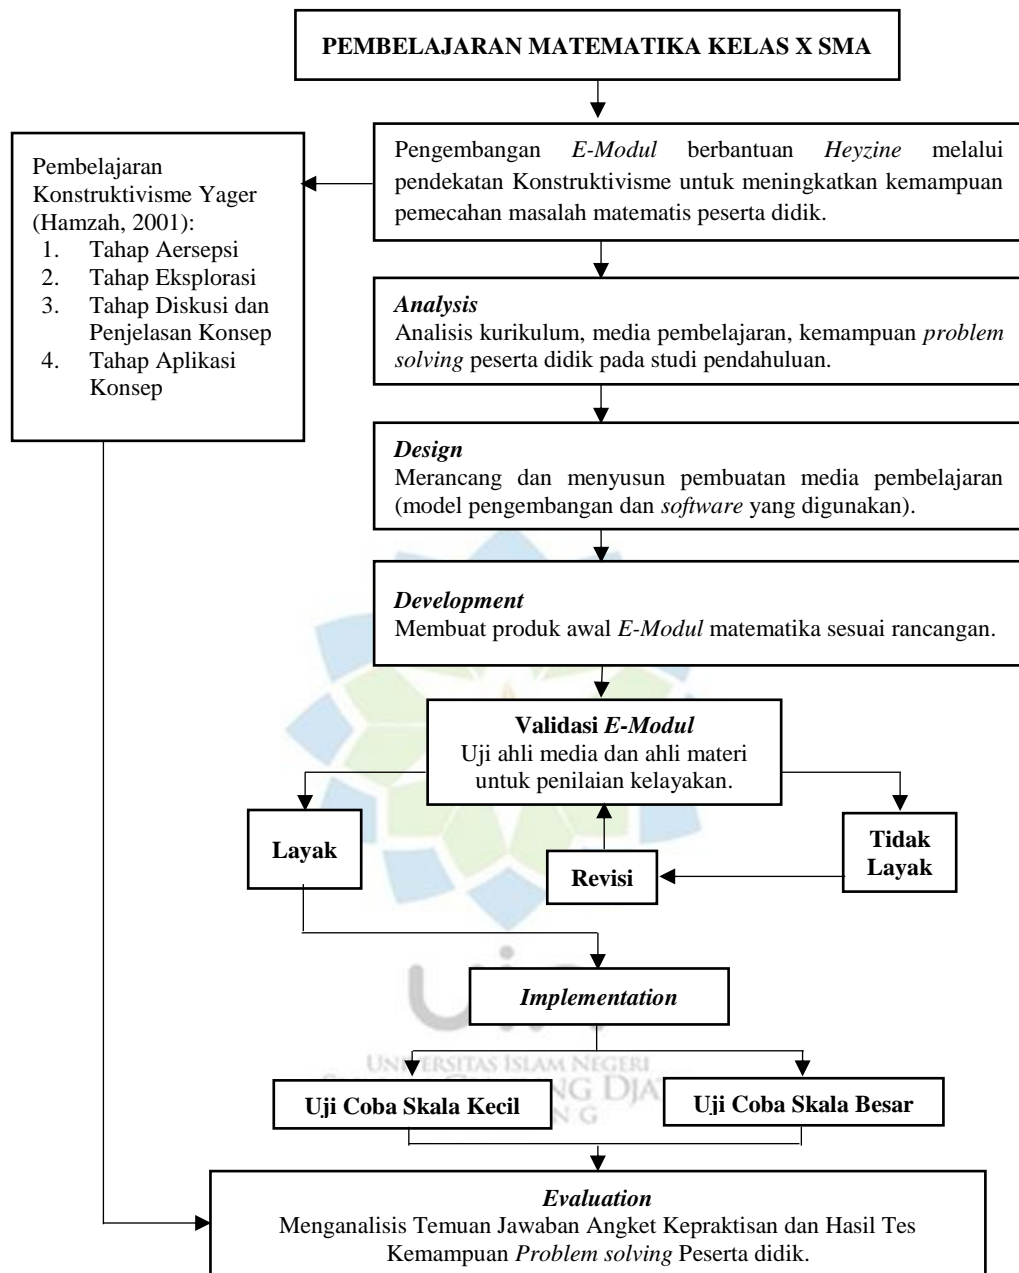 PEMBELAJARAN MATEMATIKA KELAS X SMA
Pengembangan E-Modul berbantuan Heyzine melalui
pendekatan Konstruktivisme untuk meningkatkan kemampuan
pemecahan masalah matematis peserta didik.
Pembelajaran
Konstruktivisme Yager
(Hamzah, 2001):
1. Tahap Aersepsi
2. Tahap Eksplorasi
3. Tahap Diskusi dan
Penjelasan Konsep
4. Tahap Aplikasi
Konsep
Analysis
Analisis kurikulum, media pembelajaran, kemampuan problem
solving peserta didik pada studi pendahuluan.
Design
Merancang dan menyusun pembuatan media pembelajaran
(model pengembangan dan software yang digunakan).
Development
Membuat produk awal E-Modul matematika sesuai rancangan.
Validasi E-Modul
Uji ahli media dan ahli materi
untuk penilaian kelayakan.
Layak
Revisi
Tidak
Layak
Implementation
UNIVERSITAS ISLAM NEGERI
Uji Coba Skala Kecil
Uji Coba Skala Besar
Evaluation
Menganalisis Temuan Jawaban Angket Kepraktisan dan Hasil Tes
Kemampuan Problem solving Peserta didik.